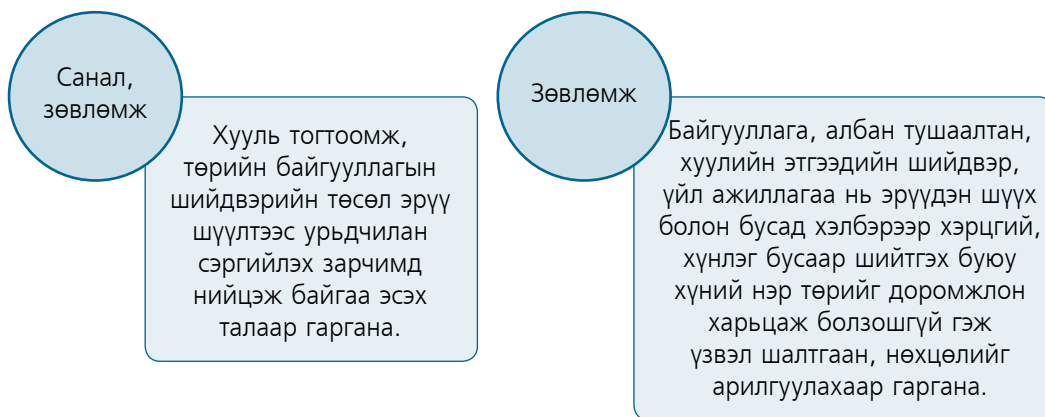 Санал,
зөвлөмж
Хууль тогтоомж,
төрийн байгууллагын
шийдвэрийн төсөл эрүү
шүүлтээс урьдчилан
сэргийлэх зарчимд
нийцэж байгаа эсэх
талаар гаргана.
Зөвлөмж
Байгууллага, албан тушаалтан,
хуулийн этгээдийн шийдвэр,
үйл ажиллагаа нь эрүүдэн шүүх
болон бусад хэлбэрээр хэрцгий,
хүнлэг бусаар шийтгэх буюу
хүний нэр төрийг доромжлон
харьцаж болзошгүй гэж
үзвэл шалтгаан, нөхцөлийг
арилгуулахаар гаргана.